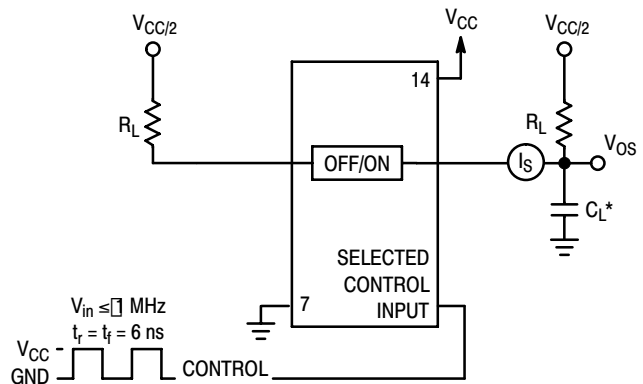 VCC/2
VCC
VCC/2
14
RL
RL
VOS
OFF/ON
IS
CL*
SELECTED
CONTROL
INPUT
7
Vin ≤ 1 MHz
tr = tf = 6 ns
VCC
GND
CONTROL